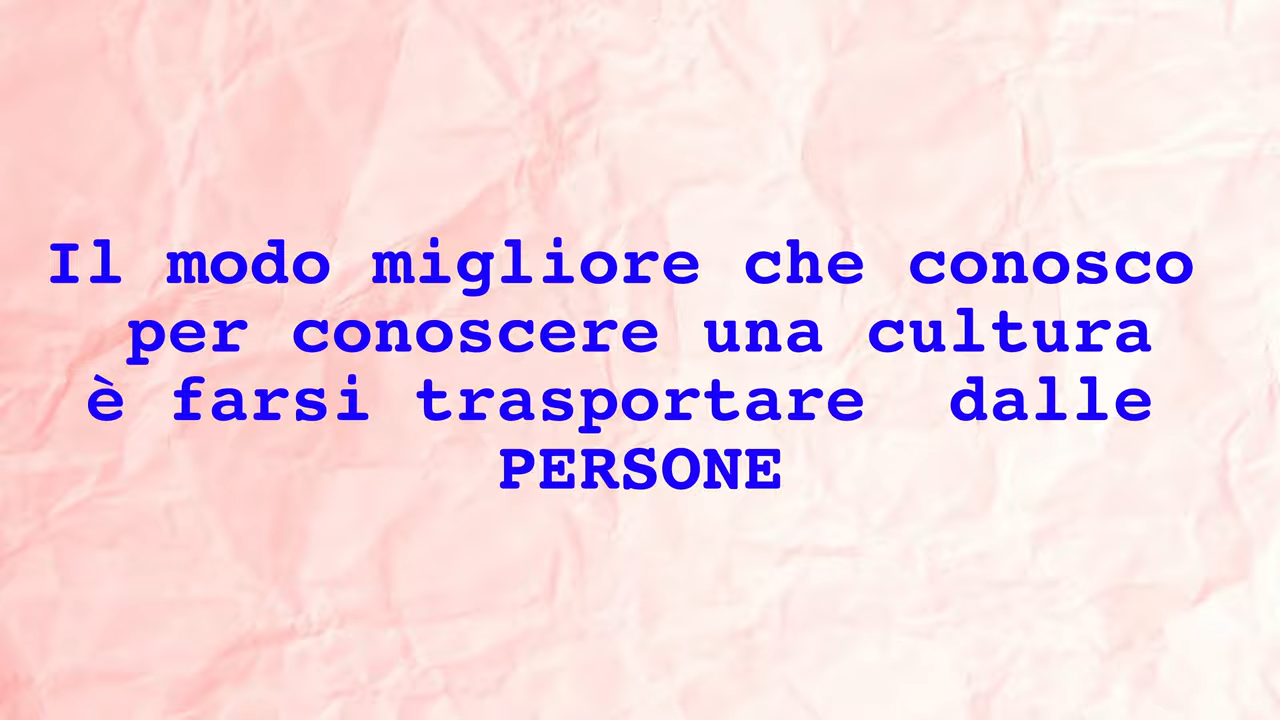 Il modo migliore che conosco
per conoscere una cultura
è farsi trasportare  dalle
PERSONE